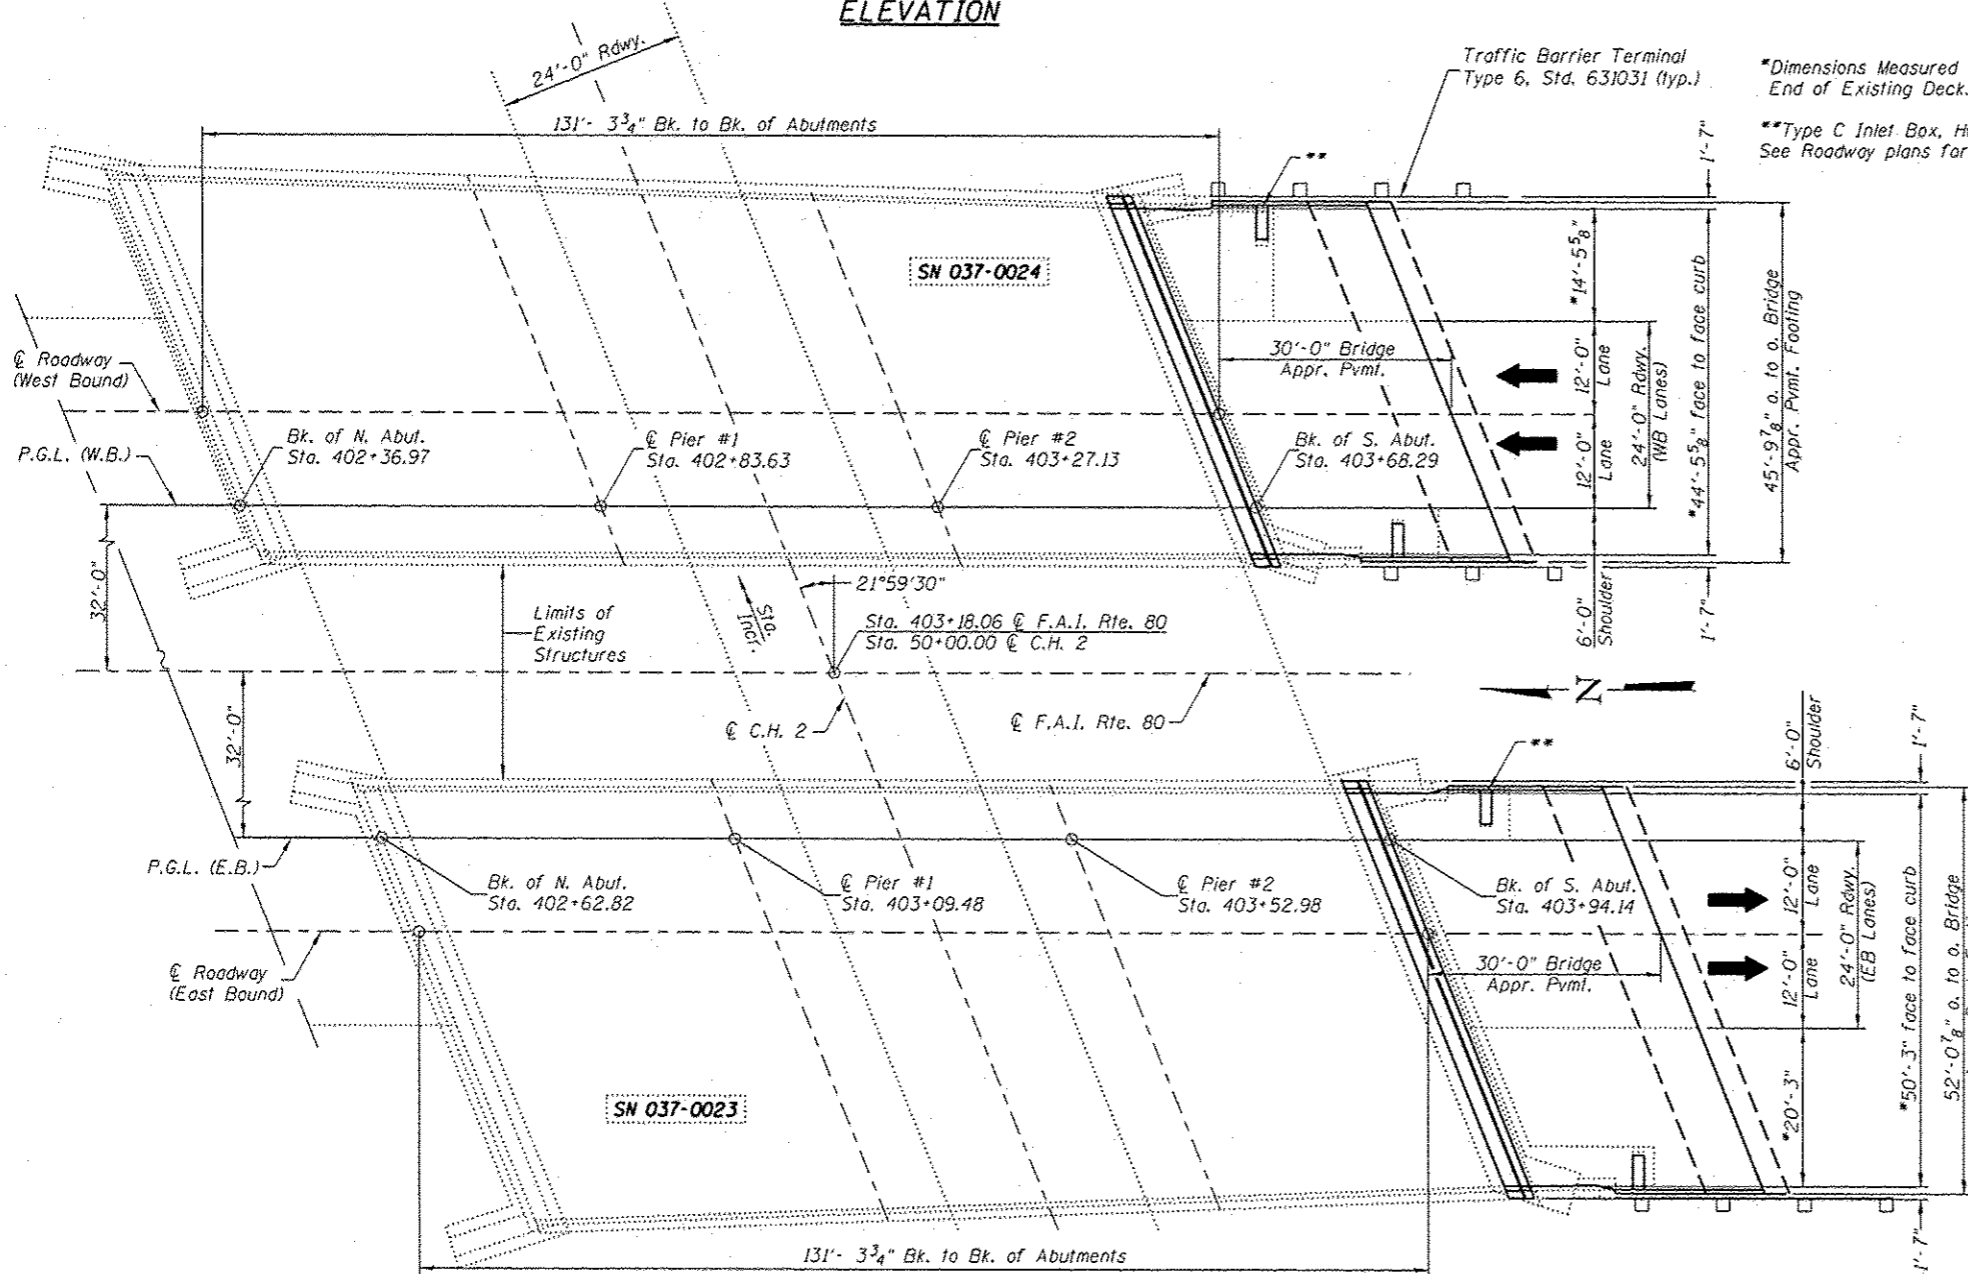 ELEVATION
24'-0" Rdwy.
131'- 3¾" Bk. to Bk. of Abutments
Traffic Barrier Terminal
Type 6, Std. 631031 (typ.)
*Dimensions Measured
End of Existing Deck.
**Type C Inlet Box,
See Roadway plans for
**
1'-7"
SN 037-0024
*14'-5⅝"
30'-0" Bridge
Appr. Pvmt.
12'-0"
Lane
12'-0"
Lane
24'-0" Rdwy.
(WB Lanes)
*44'-5⅝" face to face curb
45'-9⅞" o. to o. Bridge
Appr. Pvmt. Footing
℄ Roadway
(West Bound)
P.G.L. (W.B.)
Bk. of N. Abut.
Sta. 402+36.97
℄ Pier #1
Sta. 402+83.63
℄ Pier #2
Sta. 403+27.13
Bk. of S. Abut.
Sta. 403+68.29
32'-0"
6'-0"
Shoulder
1'-7"
Limits of
Existing
Structures
Sta.
Incr.
21°59'30"
Sta. 403+18.06 ℄ F.A.I. Rte. 80
Sta. 50+00.00 ℄ C.H. 2
Z
32'-0"
℄ C.H. 2
℄ F.A.I. Rte. 80
**
6'-0"
Shoulder
1'-7"
P.G.L. (E.B.)
Bk. of N. Abut.
Sta. 402+62.82
℄ Pier #1
Sta. 403+09.48
℄ Pier #2
Sta. 403+52.98
Bk. of S. Abut.
Sta. 403+94.14
12'-0"
Lane
12'-0"
Lane
24'-0" Rdwy.
(EB Lanes)
℄ Roadway
(East Bound)
30'-0" Bridge
Appr. Pvmt.
*20'-3"
*50'-3" face to face curb
52'-0⅞" o. to o. Bridge
SN 037-0023
131'- 3¾" Bk. to Bk. of Abutments
1'-7"